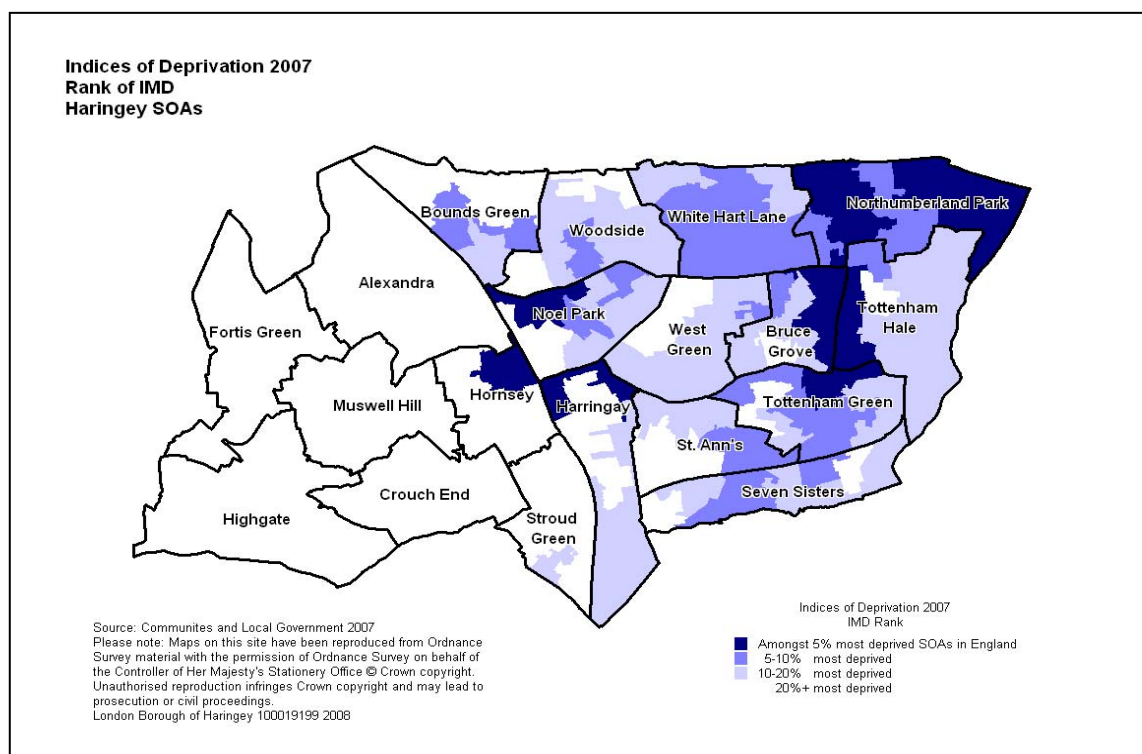 Indices of Deprivation 2007
Rank of IMD
Haringey SOAs
Northumberland Park
Bounds Green
White Hart Lane
Woodside
Alexandra
Fortis Green
Noel Park
West
Green
Bruce
Grove
Tottenham
Hale
Muswell Hill
Hornsey
Harringay
Tottenham Green
St. Ann's
Crouch End
Seven Sisters
Highgate
Stroud
Green
Source: Communites and Local Government 2007
Please note: Maps on this site have been reproduced from Ordnance
Survey material with the permission of Ordnance Survey on behalf of
the Controller of Her Majesty's Stationery Office © Crown copyright.
Unauthorised reproduction infringes Crown copyright and may lead to
prosecution or civil proceedings.
London Borough of Haringey 100019199 2008
Indices of Deprivation 2007
IMD Rank
Amongst 5% most deprived SOAs in England
5-10% most deprived
10-20% most deprived
20%+ most deprived